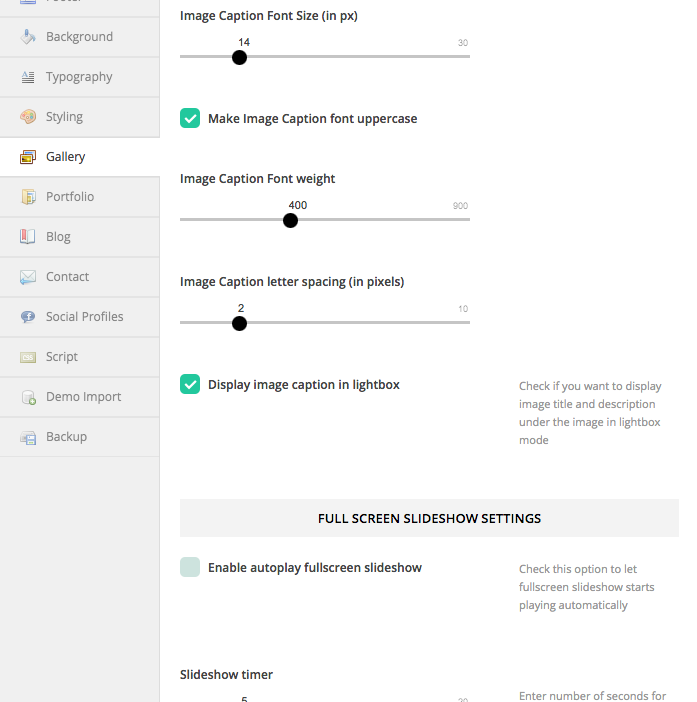 Background
Typography
Styling
Gallery
Portfolio
Blog
Contact
Social Profiles
Script
Demo Import
Backup
Image Caption Font Size (in px)
14
30
Make Image Caption font uppercase
Image Caption Font weight
400
900
Image Caption letter spacing (in pixels)
2
10
Display image caption in lightbox
Check if you want to display
image title and description
under the image in lightbox
mode
FULL SCREEN SLIDESHOW SETTINGS
Enable autoplay fullscreen slideshow
Check this option to let
fullscreen slideshow starts
playing automatically
Slideshow timer
Enter number of seconds for